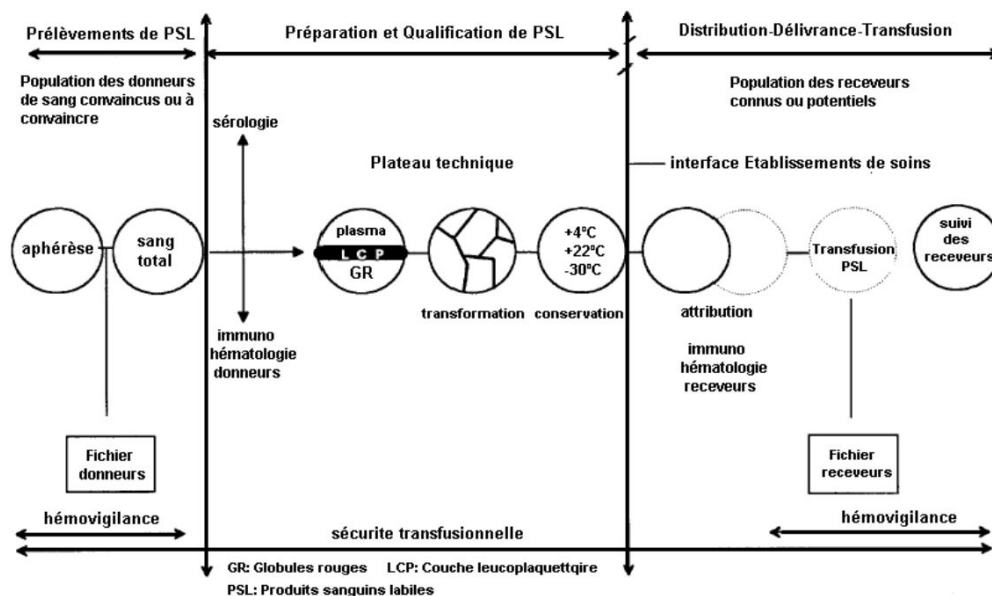 Prélèvements de PSL
Préparation et Qualification de PSL
Distribution-Délivrance-Transfusion
Population des donneurs
de sang convaincus ou à
convaincre
Population des receveurs
connus ou potentiels
sérologie
Plateau technique
interface Etablissements de soins
aphérèse
sang
total
plasma
L C P
GR
transformation
+4°C
+22°C
-30°C
conservation
attribution
Transfusion
PSL
suivi
des
receveurs
immuno
hématologie
donneurs
immuno
hématologie
receveurs
Fichier
donneurs
Fichier
receveurs
hémovigilance
hémovigilance
sécurite transfusionnelle
GR: Globules rouges LCP: Couche leucoplaquettqire
PSL: Produits sanguins labiles